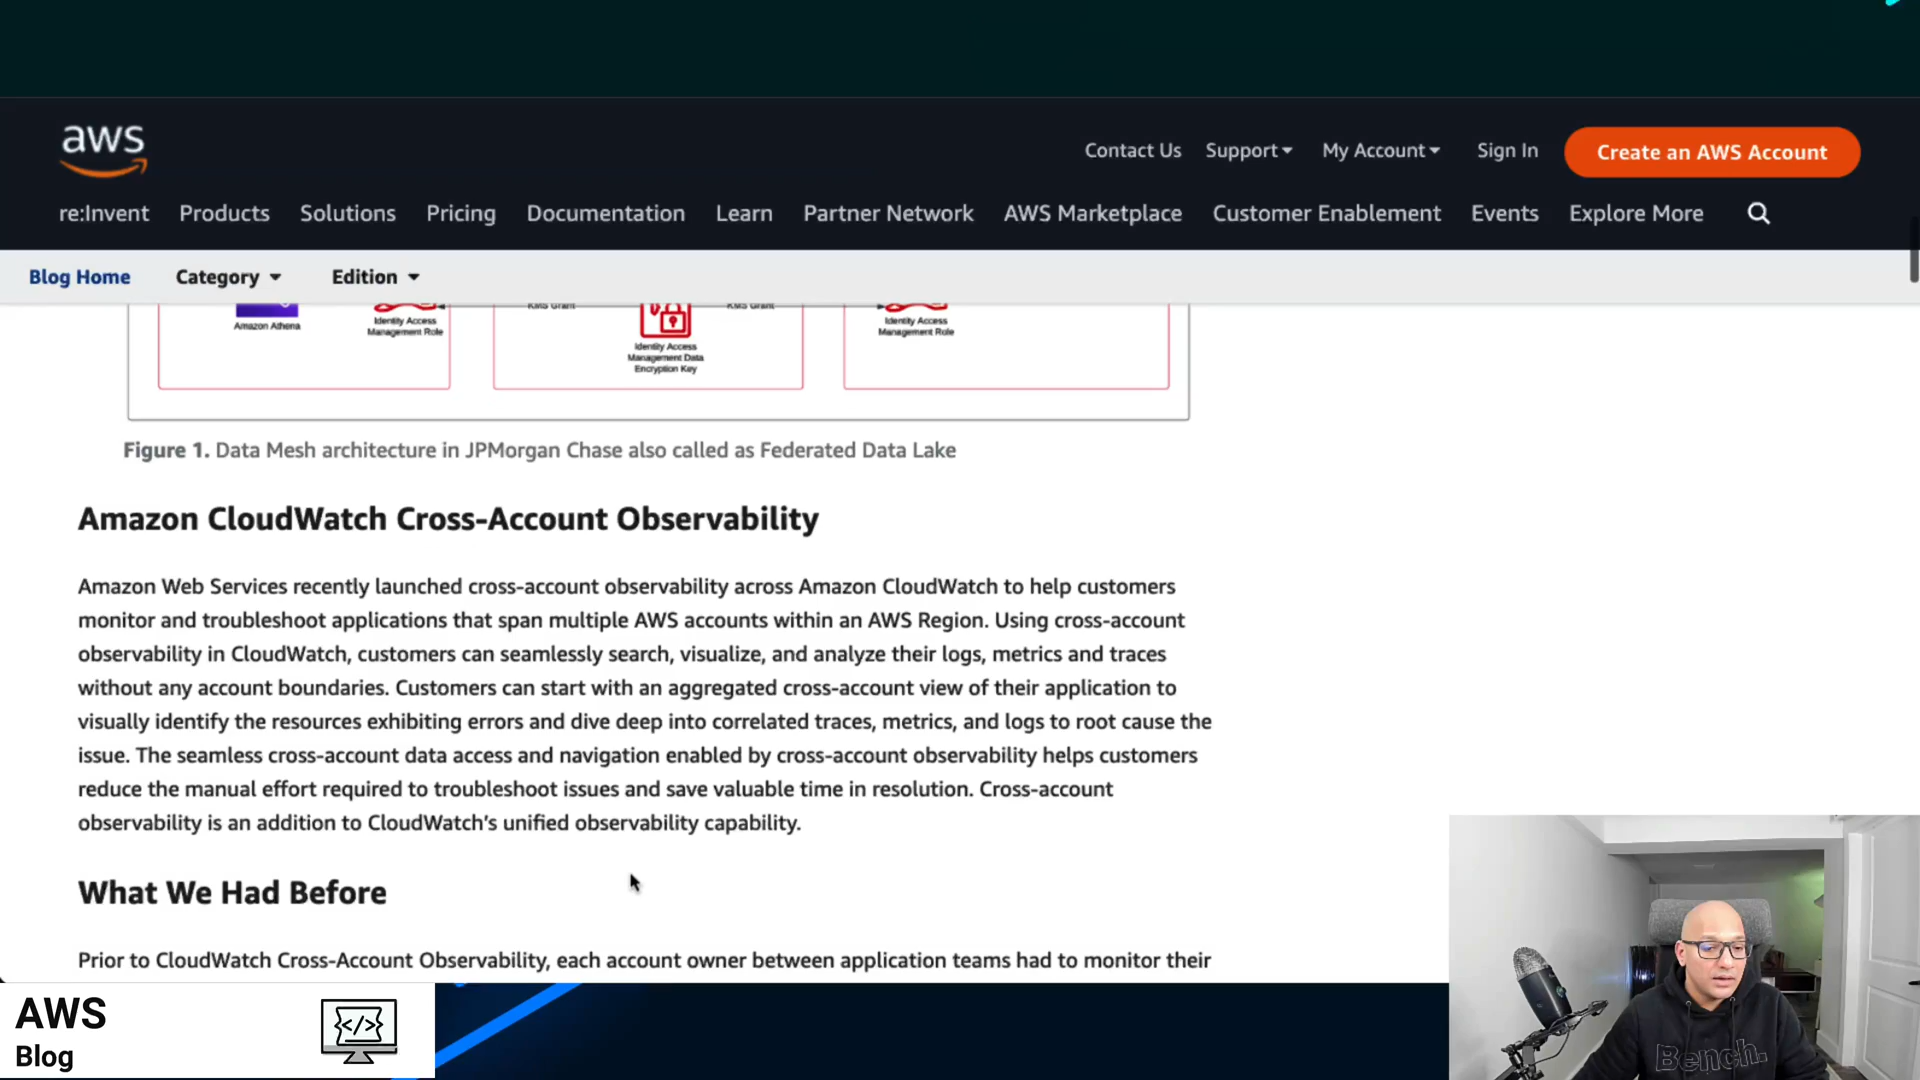 aws
Contact Us Support My Account Sign In Create an AWS Account
re:Invent Products Solutions Pricing Documentation Learn Partner Network AWS Marketplace Customer Enablement Events Explore More
Blog Home Category Edition
KMS Grant KMS Grant
Amazon Athena
Identity Access
Management Role
Identity Access
Management Data
Encryption Key
Identity Access
Management Role
Figure 1. Data Mesh architecture in JPMorgan Chase also called as Federated Data Lake
Amazon CloudWatch Cross-Account Observability
Amazon Web Services recently launched cross-account observability across Amazon CloudWatch to help customers
monitor and troubleshoot applications that span multiple AWS accounts within an AWS Region. Using cross-account
observability in CloudWatch, customers can seamlessly search, visualize, and analyze their logs, metrics and traces
without any account boundaries. Customers can start with an aggregated cross-account view of their application to
visually identify the resources exhibiting errors and dive deep into correlated traces, metrics, and logs to root cause the
issue. The seamless cross-account data access and navigation enabled by cross-account observability helps customers
reduce the manual effort required to troubleshoot issues and save valuable time in resolution. Cross-account
observability is an addition to CloudWatch’s unified observability capability.
What We Had Before
Prior to CloudWatch Cross-Account Observability, each account owner between application teams had to monitor their
AWS
Blog
</>
Bench.